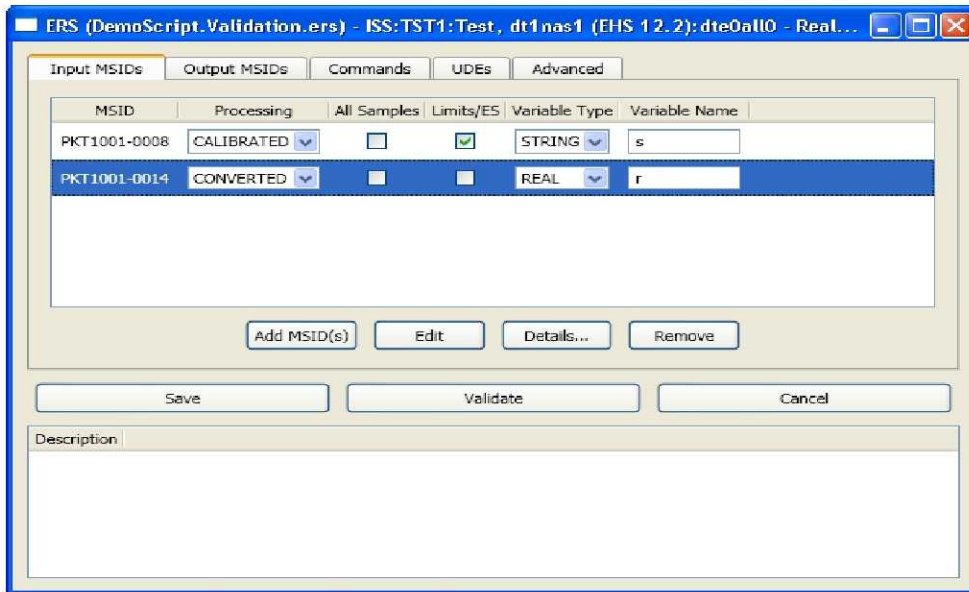 ERS (DemoScript.Validation.ers) - ISS:TST1:Test, dt1nas1 (EHS 12.2):dte0all0 - Real...
Input MSIDs Output MSIDs Commands UDEs Advanced
MSID Processing All Samples Limits/ES Variable Type Variable Name
PKT1001-0008 CALIBRATED STRING s
PKT1001-0014 CONVERTED REAL r
Add MSID(s) Edit Details... Remove
Save Validate Cancel
Description